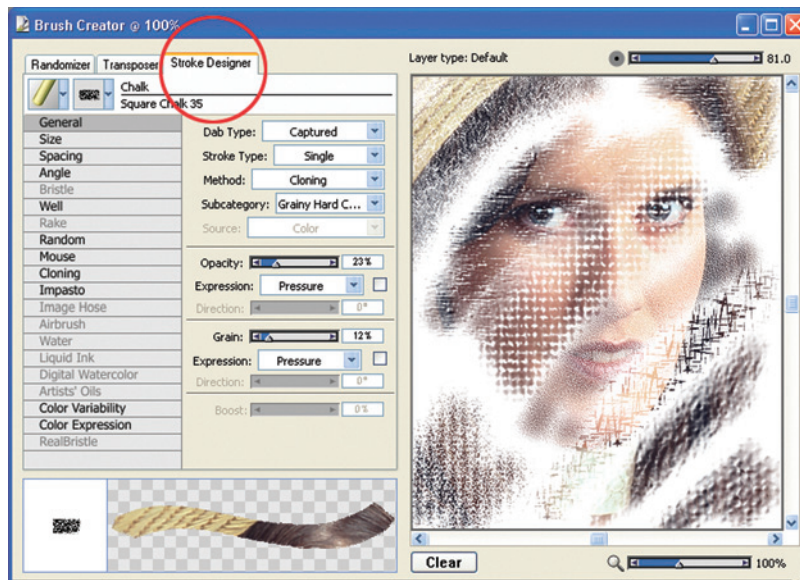 Brush Creator @ 100%
Randomizer Transposer Stroke Designer
Chalk
Square Chalk 35
General
Size
Spacing
Angle
Bristle
Well
Rake
Random
Mouse
Cloning
Impasto
Image Hose
Airbrush
Water
Liquid Ink
Digital Watercolor
Artists' Oils
Color Variability
Color Expression
RealBristle
Dab Type: Captured
Stroke Type: Single
Method: Cloning
Subcategory: Grainy Hard C...
Source: Color
Opacity: 23%
Expression: Pressure
Direction: 0°
Grain: 12%
Expression: Pressure
Direction: 0°
Boost: 0%
Layer type: Default 81.0
Clear 100%